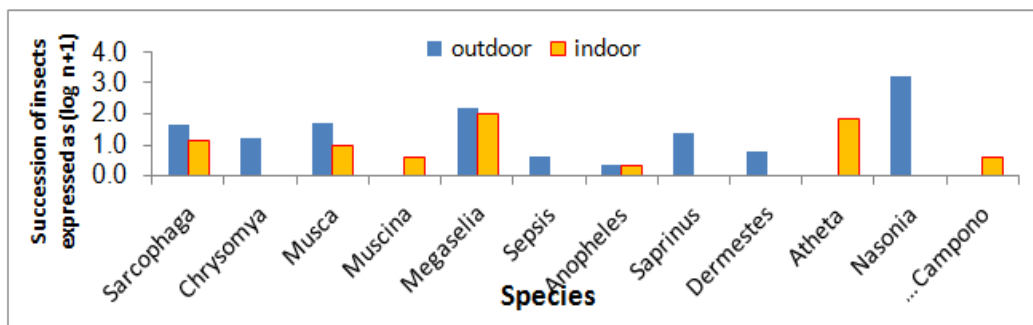 Succession of insects
expressed as (log n+1)
outdoor
indoor
4.0
3.0
2.0
1.0
0.0
Sarcophaga
Chrysomya
Musca
Muscina
Megaselia
Sepsis
Anopheles
Saprinus
Dermestes
Atheta
Nasonia
...Campono
Species